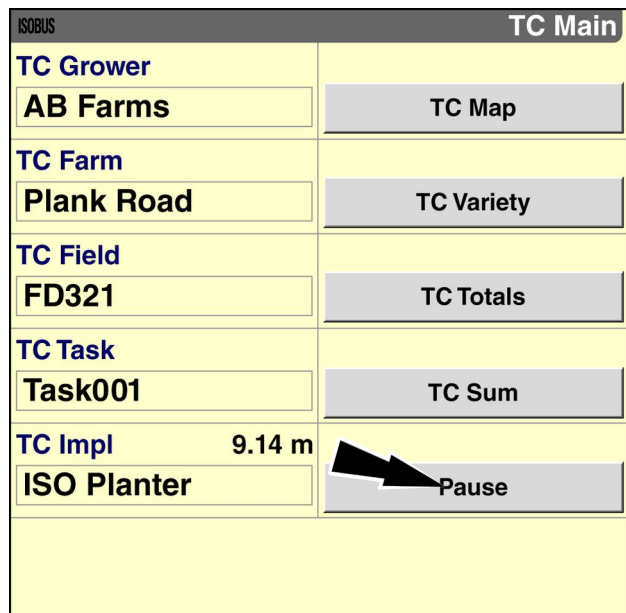 ISOBUS
TC Main
TC Grower
AB Farms
TC Map
TC Farm
Plank Road
TC Variety
TC Field
FD321
TC Totals
TC Task
Task001
TC Sum
TC Impl 9.14 m
ISO Planter
Pause